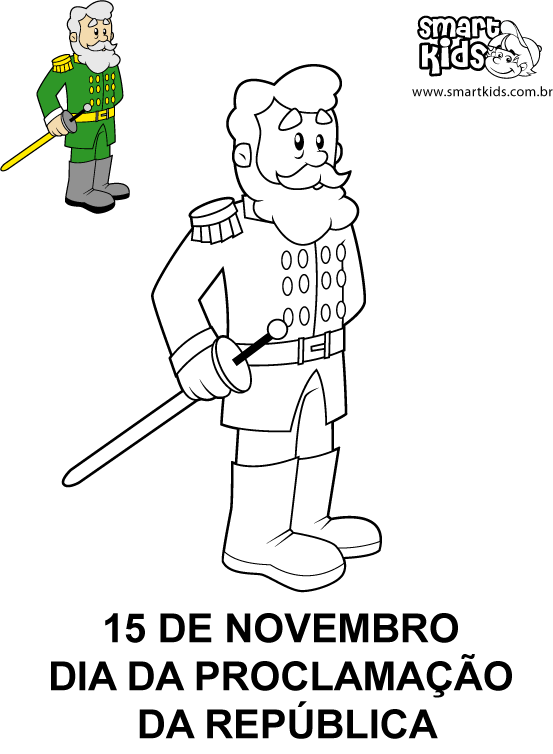 SMART
KIDS
www.smartkids.com.br
15 DE NOVEMBRO
DIA DA PROCLAMAÇÃO
DA REPÚBLICA